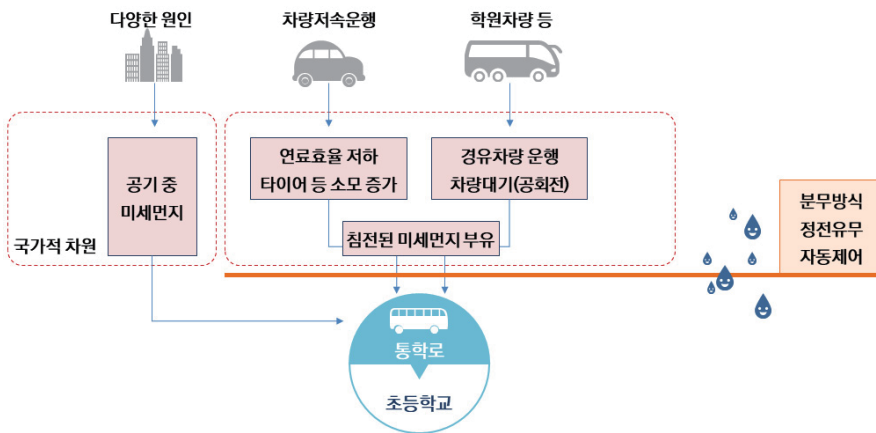 다양한 원인
차량저속운행
학원차량 등
공기 중
미세먼지
국가적 차원
연료효율 저하
타이어 등 소모 증가
경유차량 운행
차량대기(공회전)
침전된 미세먼지 부유
분무방식
정전유무
자동제어
통학로
초등학교